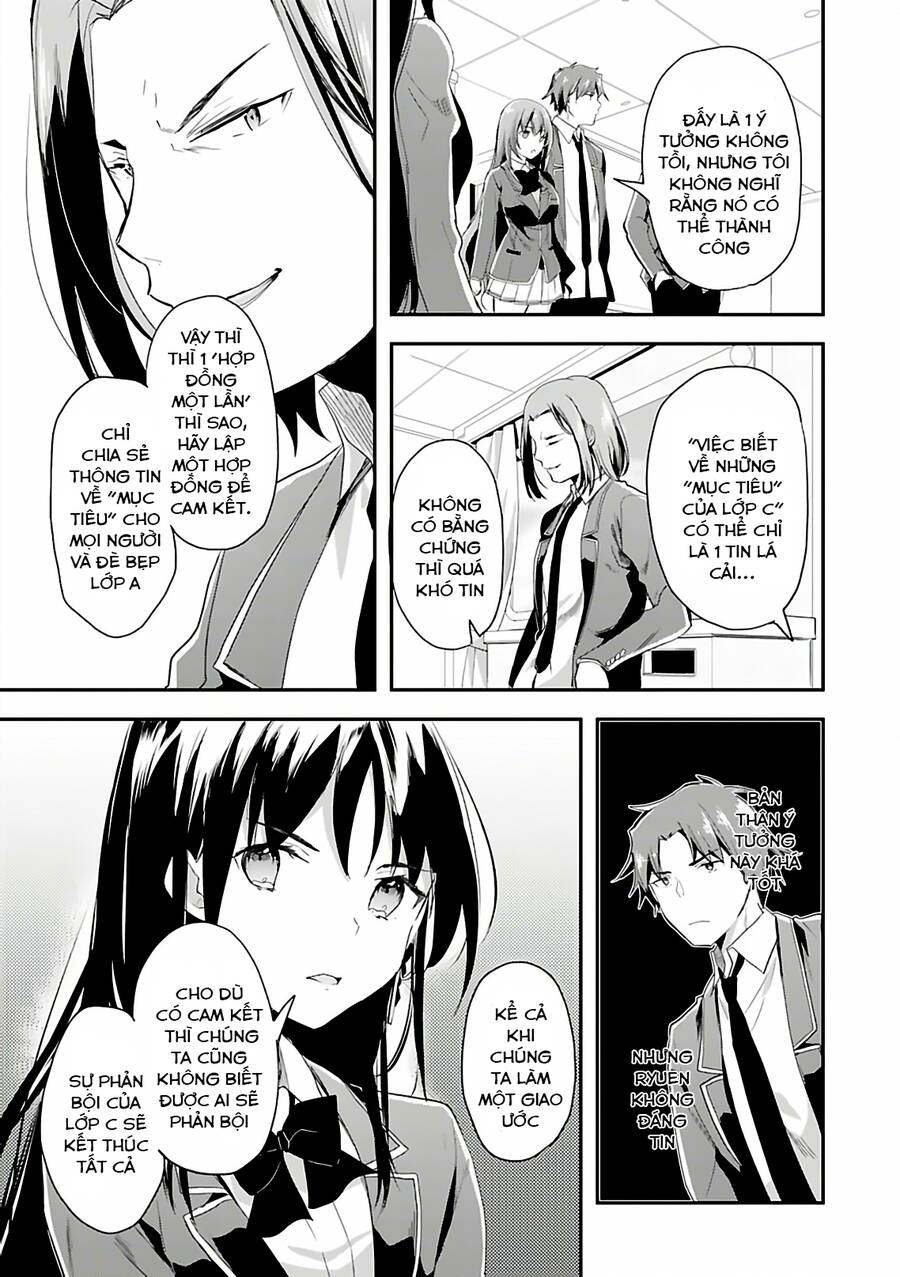 ĐẤY LÀ 1 Ý
TƯỞNG KHÔNG
TỒI, NHƯNG TÔI
KHÔNG NGHĨ
RẰNG NÓ CÓ
THỂ THÀNH
CÔNG
"VIỆC BIẾT
VỀ NHỮNG
"MỤC TIÊU"
CỦA LỚP C"
CÓ THỂ CHỈ
LÀ 1 TIN LÁ
CẢI...
KHÔNG
CÓ BẰNG
CHỨNG
THÌ QUÁ
KHÓ TIN
VẬY THÌ
THÌ 1 'HỢP
ĐỒNG
MỘT LẦN'
THÌ SAO,
HÃY LẬP
MỘT HỢP
ĐỒNG ĐỂ
CAM KẾT.
CHỈ
CHIA SẺ
THÔNG TIN
VỀ "MỤC
TIÊU" CHO
MỌI NGƯỜI
VÀ ĐÈ BẸP
LỚP A
BẢN
THÂN Ý
TƯỞNG
NÀY KHÁ
TỐT,
NHƯNG
RYUEN
KHÔNG
ĐÁNG
TIN
KỂ CẢ
KHI
CHÚNG
TA LÀM
MỘT GIAO
ƯỚC
CHO DÙ
CÓ CAM KẾT
THÌ CHÚNG
TA CŨNG
KHÔNG BIẾT
ĐƯỢC AI SẼ
PHẢN BỘI
SỰ PHẢN
BỘI CỦA
LỚP C SẼ
KẾT THÚC
TẤT CẢ